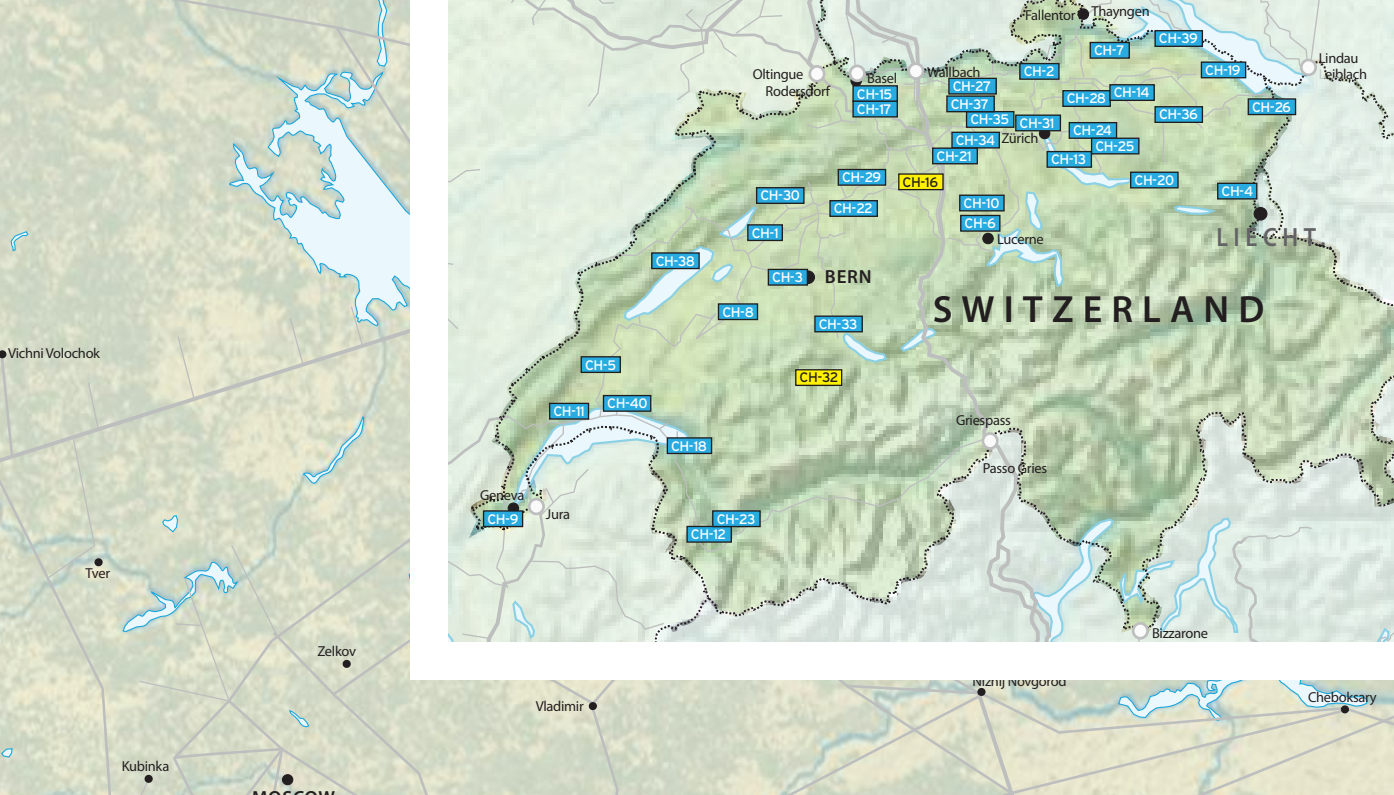 Fallentor
Thayngen
CH-39
CH-7
Lindau
eiblach
Oltingue
Basel
Wallbach
CH-2
CH-19
Rodersdorf
CH-15
CH-27
CH-28
CH-14
CH-17
CH-37
CH-26
CH-36
CH-35
CH-31
CH-24
CH-34
Zürich
CH-25
CH-21
CH-13
CH-29
CH-16
CH-20
CH-30
CH-4
CH-22
CH-10
CH-6
CH-1
Lucerne
LIECHT
CH-38
CH-3
BERN
CH-8
SWITZERLAND
CH-33
Vichni Volochok
CH-5
CH-32
CH-11
CH-40
Griespass
CH-18
Passo Gries
Geneva
CH-9
Jura
CH-23
CH-12
Tver
Bizzarone
Zelkov
Nizhij Novgorod
Vladimir
Cheboksary
Kubinka
MOSCOW